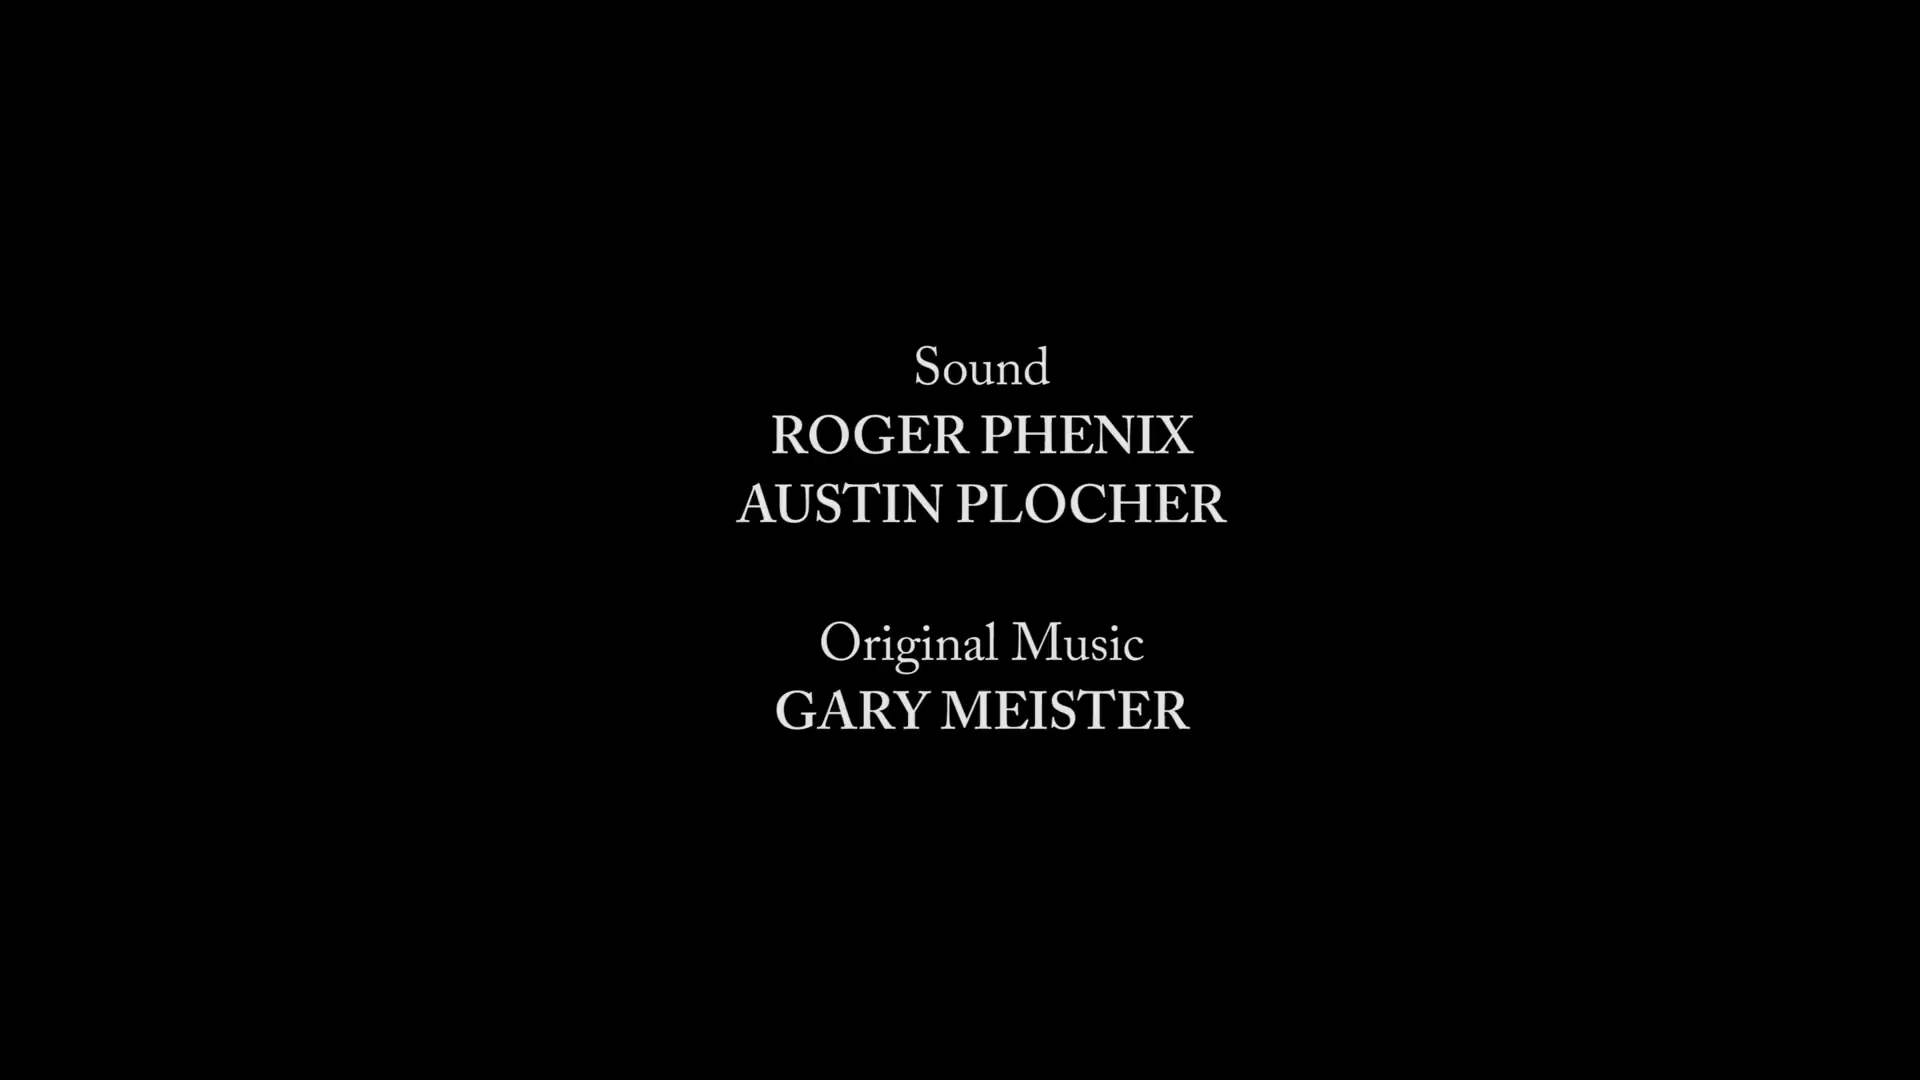 Sound
ROGER PHENIX
AUSTIN PLOCHER
Original Music
GARY MEISTER